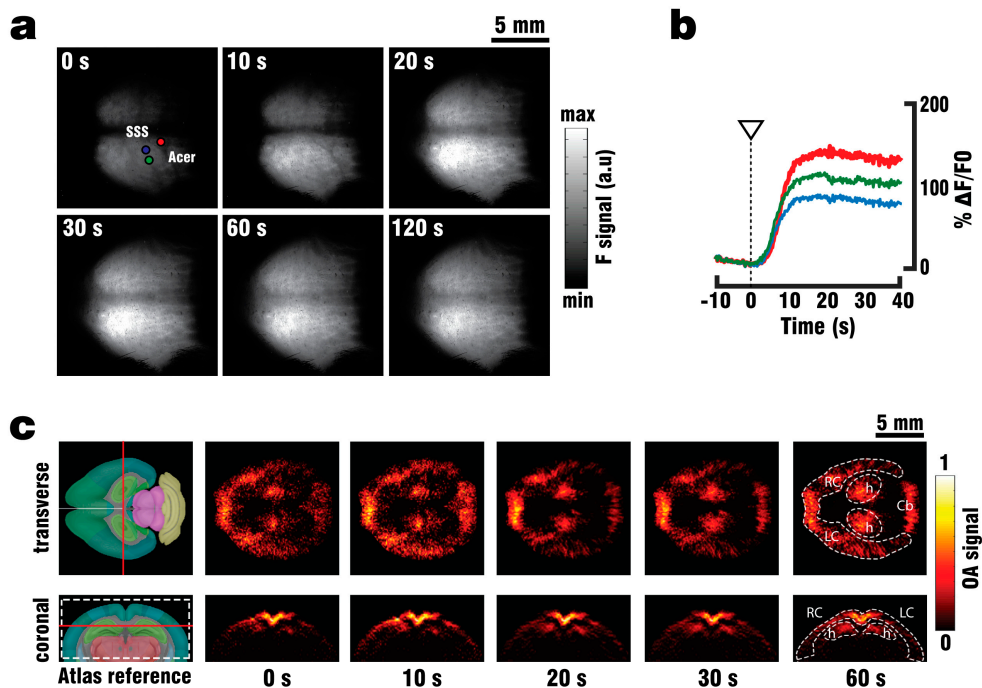 a
5 mm
0 s
10 s
20 s
SSS
Acer
30 s
60 s
120 s
max
F signal (a.u)
min
b
200
100
0
% ΔF/F0
-10 0 10 20 30 40
Time (s)
c
5 mm
transverse
RC
h
Cb
h
LC
1
OA signal
0
coronal
RC
LC
h
h
Atlas reference
0 s
10 s
20 s
30 s
60 s